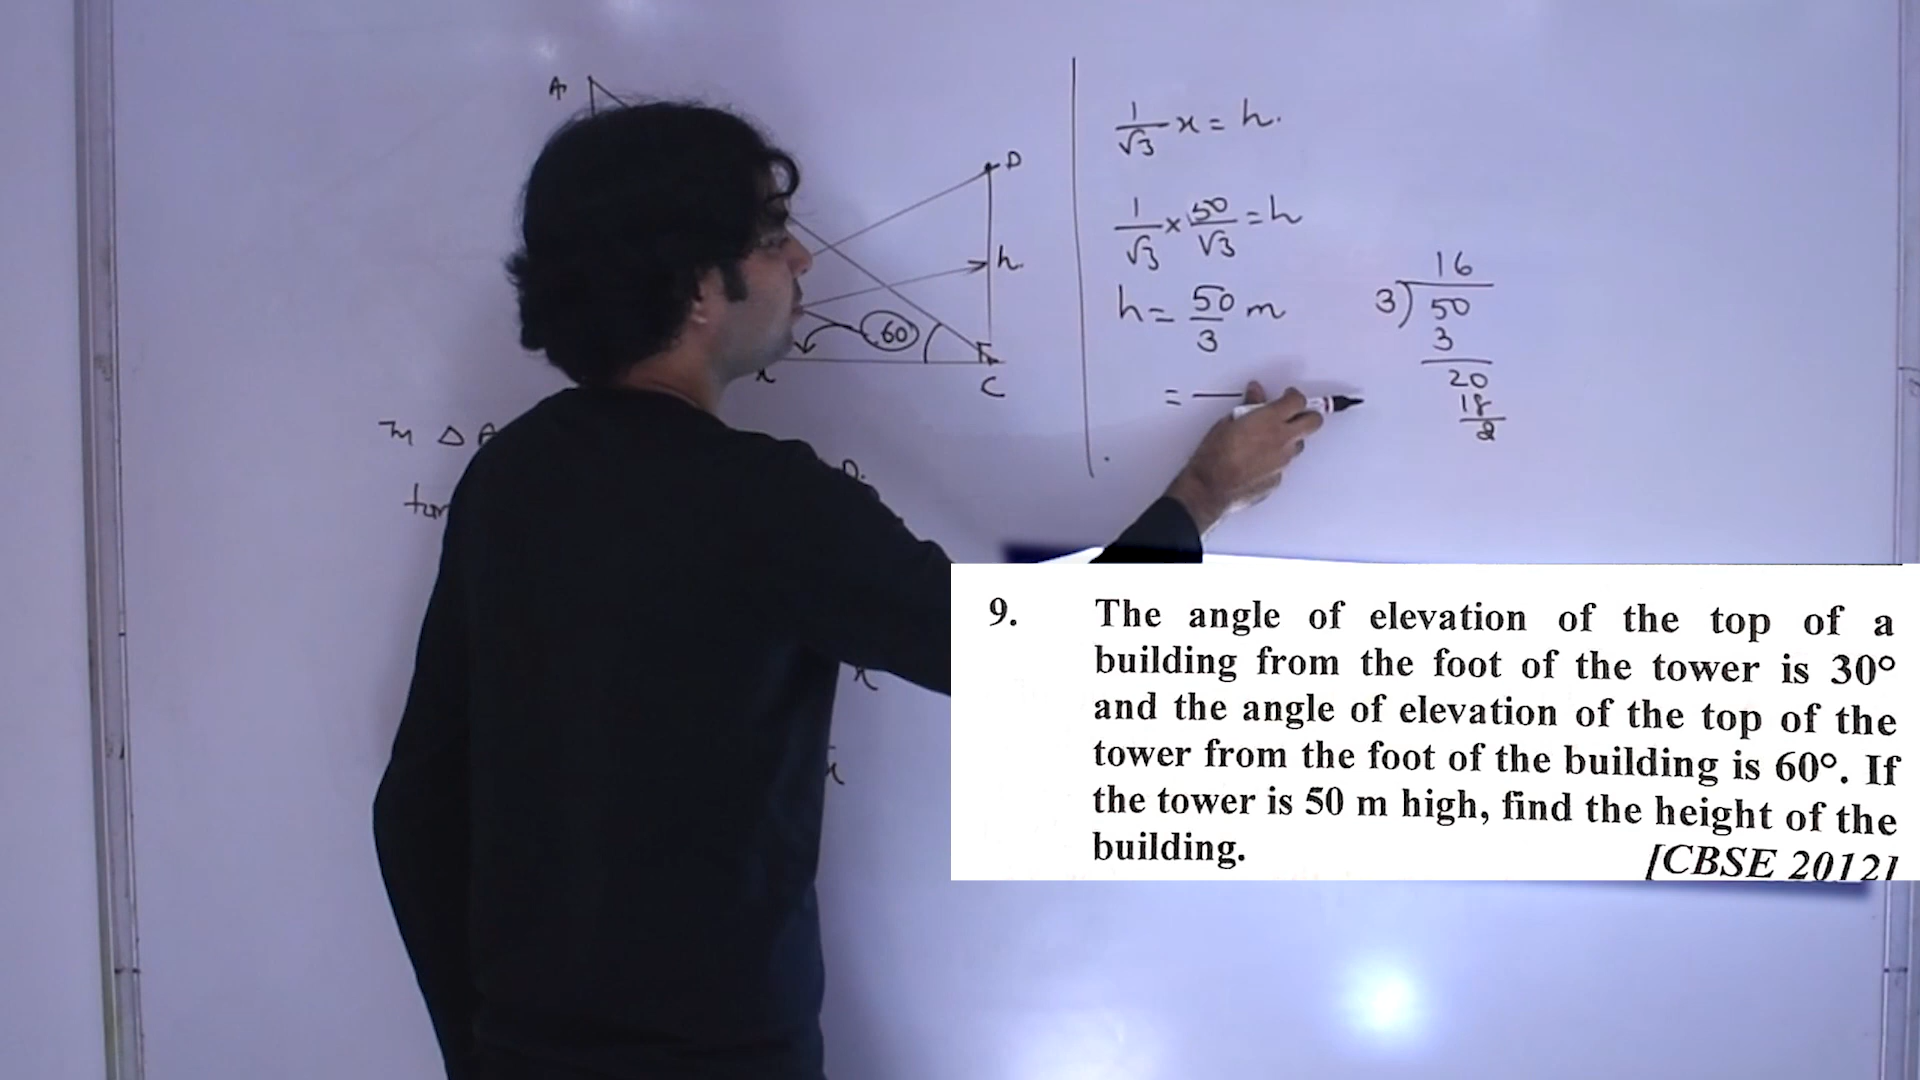 A
D
h.
60
x
C
In △ A
tan
D.
x
x
1/√3 x = h.
1/√3 × 50/√3 = h
h = 50/3 m
=
16
3)50
3
20
18
2
9. The angle of elevation of the top of a
building from the foot of the tower is 30°
and the angle of elevation of the top of the
tower from the foot of the building is 60°. If
the tower is 50 m high, find the height of the
building.
[CBSE 2012]